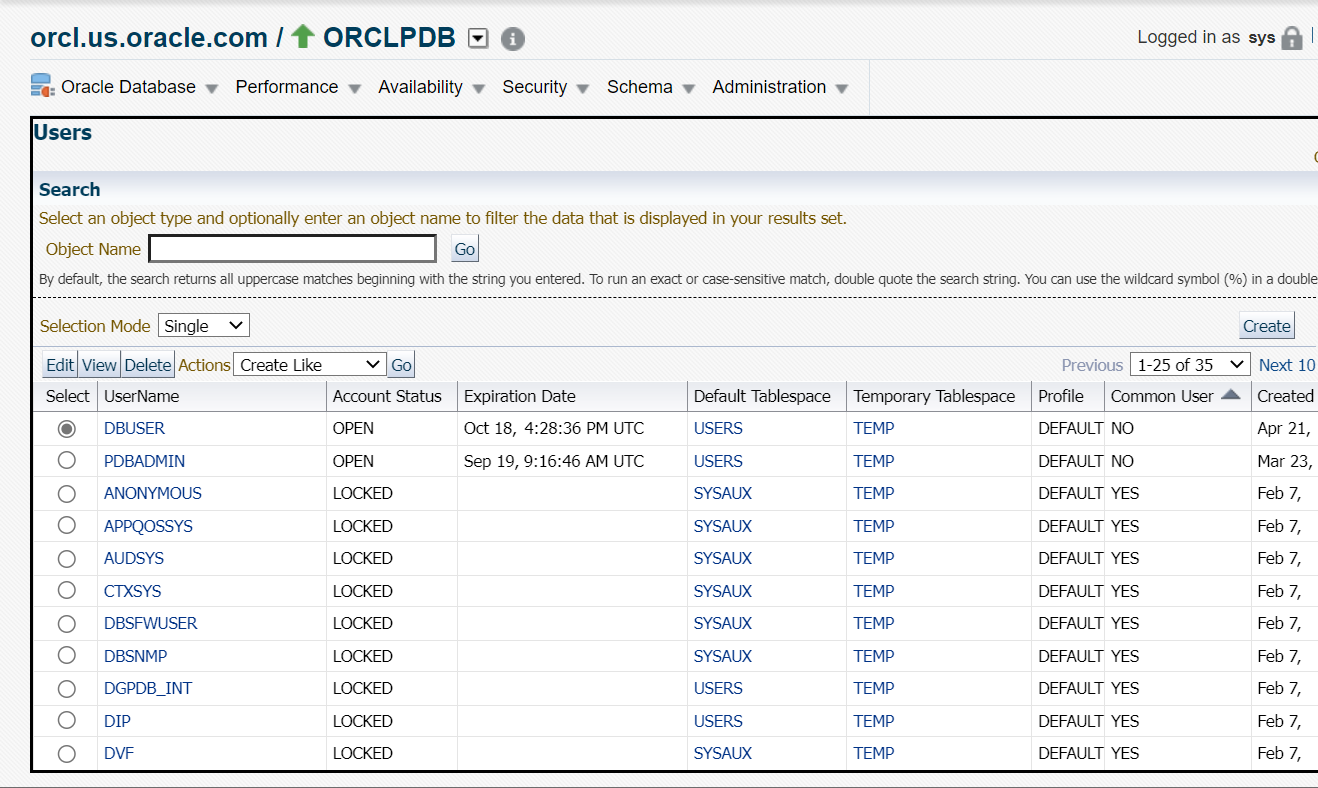 orcl.us.oracle.com / ORCLPDB
Logged in as sys
Oracle Database Performance Availability Security Schema Administration
Users
Search
Select an object type and optionally enter an object name to filter the data that is displayed in your results set.
Object Name Go
By default, the search returns all uppercase matches beginning with the string you entered. To run an exact or case-sensitive match, double quote the search string. You can use the wildcard symbol (%) in a double
Selection Mode Single Create
Edit View Delete Actions Create Like Go Previous 1-25 of 35 Next 10
Select UserName Account Status Expiration Date Default Tablespace Temporary Tablespace Profile Common User Created
DBUSER OPEN Oct 18, 4:28:36 PM UTC USERS TEMP DEFAULT NO Apr 21,
PDBADMIN OPEN Sep 19, 9:16:46 AM UTC USERS TEMP DEFAULT NO Mar 23,
ANONYMOUS LOCKED SYSAUX TEMP DEFAULT YES Feb 7,
APPQOSSYS LOCKED SYSAUX TEMP DEFAULT YES Feb 7,
AUDSYS LOCKED SYSAUX TEMP DEFAULT YES Feb 7,
CTXSYS LOCKED SYSAUX TEMP DEFAULT YES Feb 7,
DBSFWUSER LOCKED SYSAUX TEMP DEFAULT YES Feb 7,
DBSNMP LOCKED SYSAUX TEMP DEFAULT YES Feb 7,
DGPDB_INT LOCKED USERS TEMP DEFAULT YES Feb 7,
DIP LOCKED USERS TEMP DEFAULT YES Feb 7,
DVF LOCKED SYSAUX TEMP DEFAULT YES Feb 7,